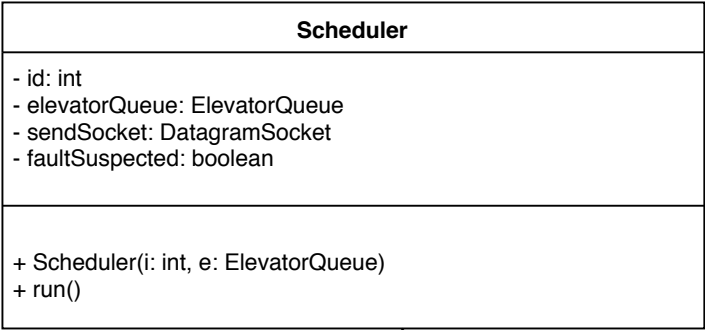 Scheduler
- id: int
- elevatorQueue: ElevatorQueue
- sendSocket: DatagramSocket
- faultSuspected: boolean
+ Scheduler(i: int, e: ElevatorQueue)
+ run()